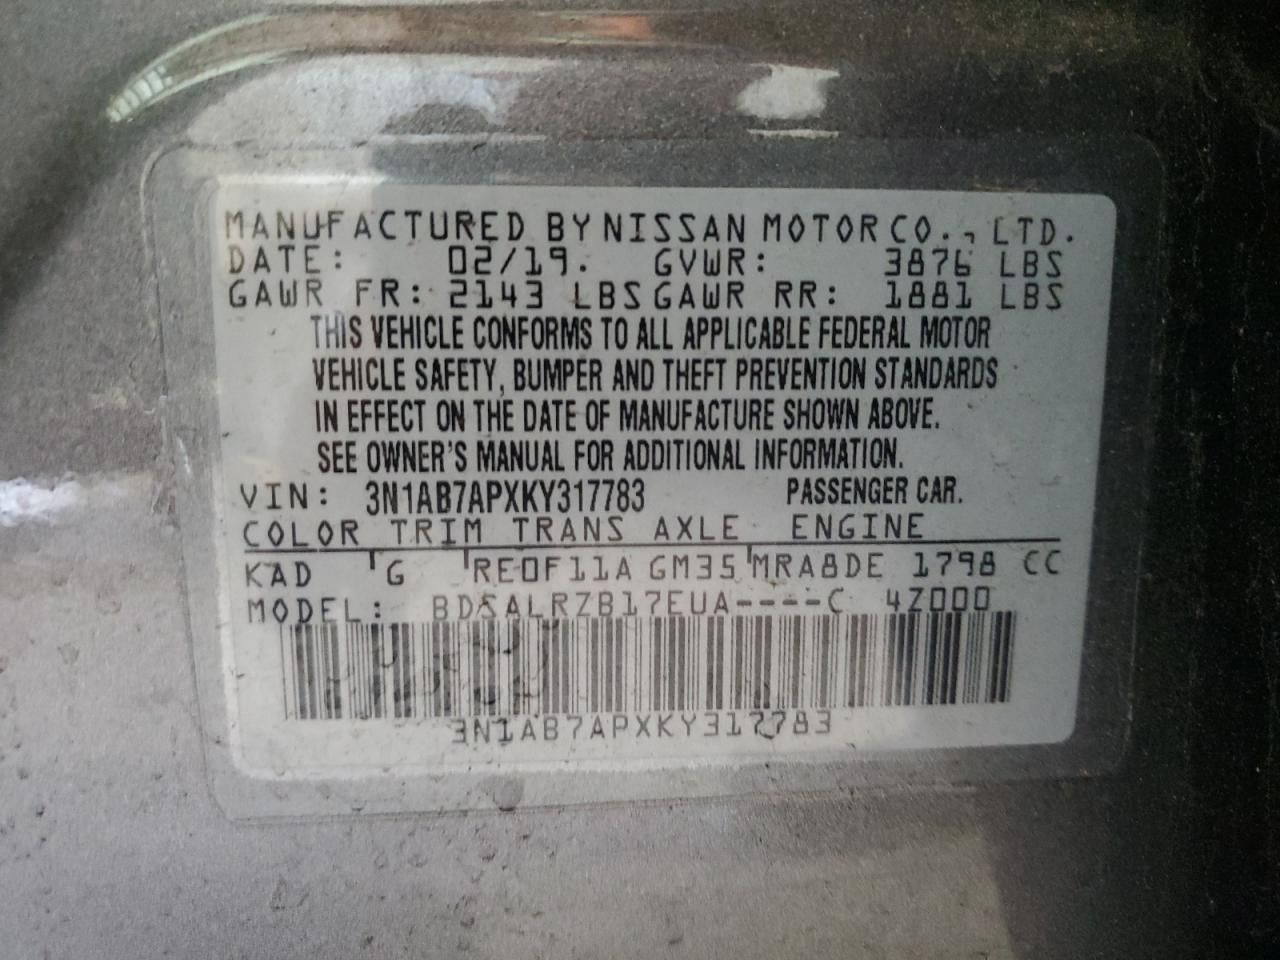 MANUFACTURED BY NISSAN MOTOR CO., LTD.
DATE: 02/19. GVWR: 3876 LBS
GAWR FR: 2143 LBS GAWR RR: 1881 LBS
THIS VEHICLE CONFORMS TO ALL APPLICABLE FEDERAL MOTOR
VEHICLE SAFETY, BUMPER AND THEFT PREVENTION STANDARDS
IN EFFECT ON THE DATE OF MANUFACTURE SHOWN ABOVE.
SEE OWNER'S MANUAL FOR ADDITIONAL INFORMATION.
VIN: 3N1AB7APXKY317783 PASSENGER CAR.
COLOR TRIM TRANS AXLE ENGINE
KAD G RE0F11A GM35 MRA8DE 1798 CC
MODEL: BDSALRZB17EUA----C 4Z000
3N1AB7APXKY317783